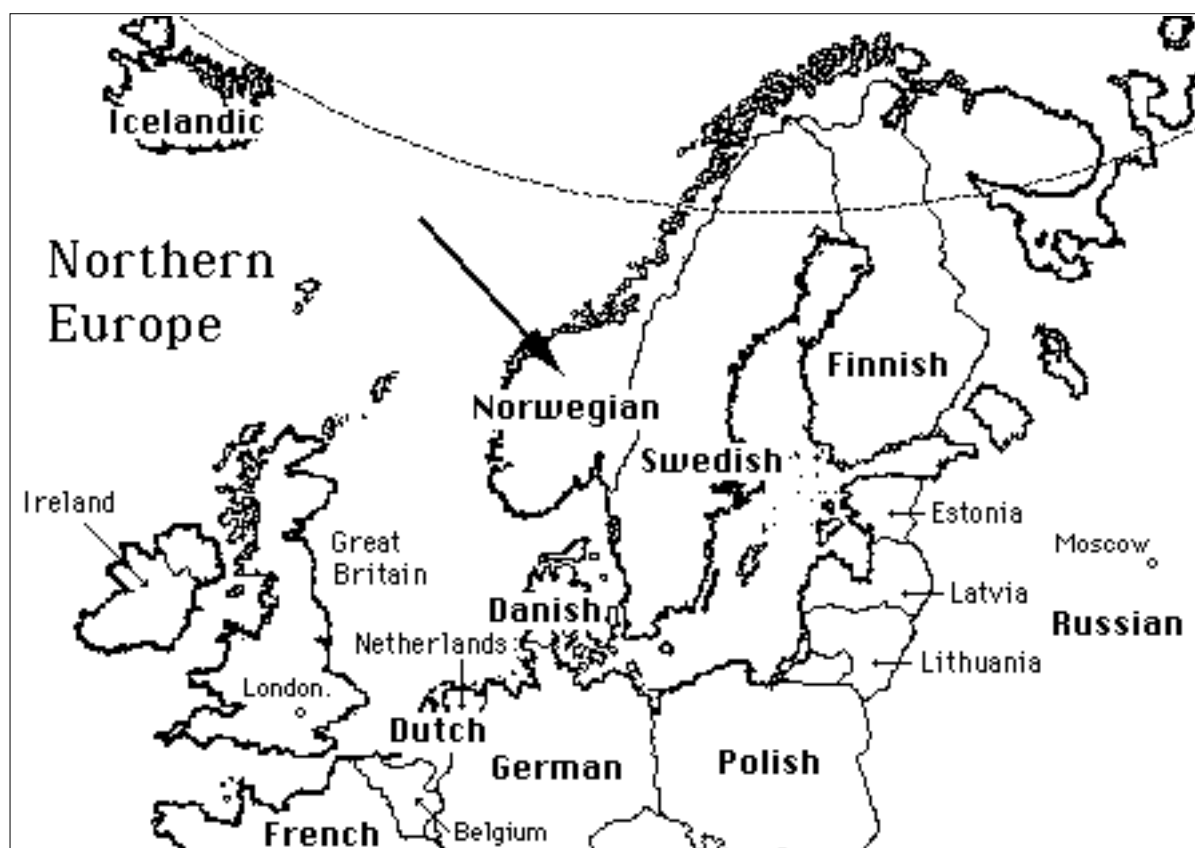 Icelandic
Northern
Europe
Finnish
Norwegian
Swedish
Ireland
Estonia
Great
Britain
Moscow
Danish
Latvia
Russian
Netherlands
Lithuania
London.
Dutch
German
Polish
French
Belgium